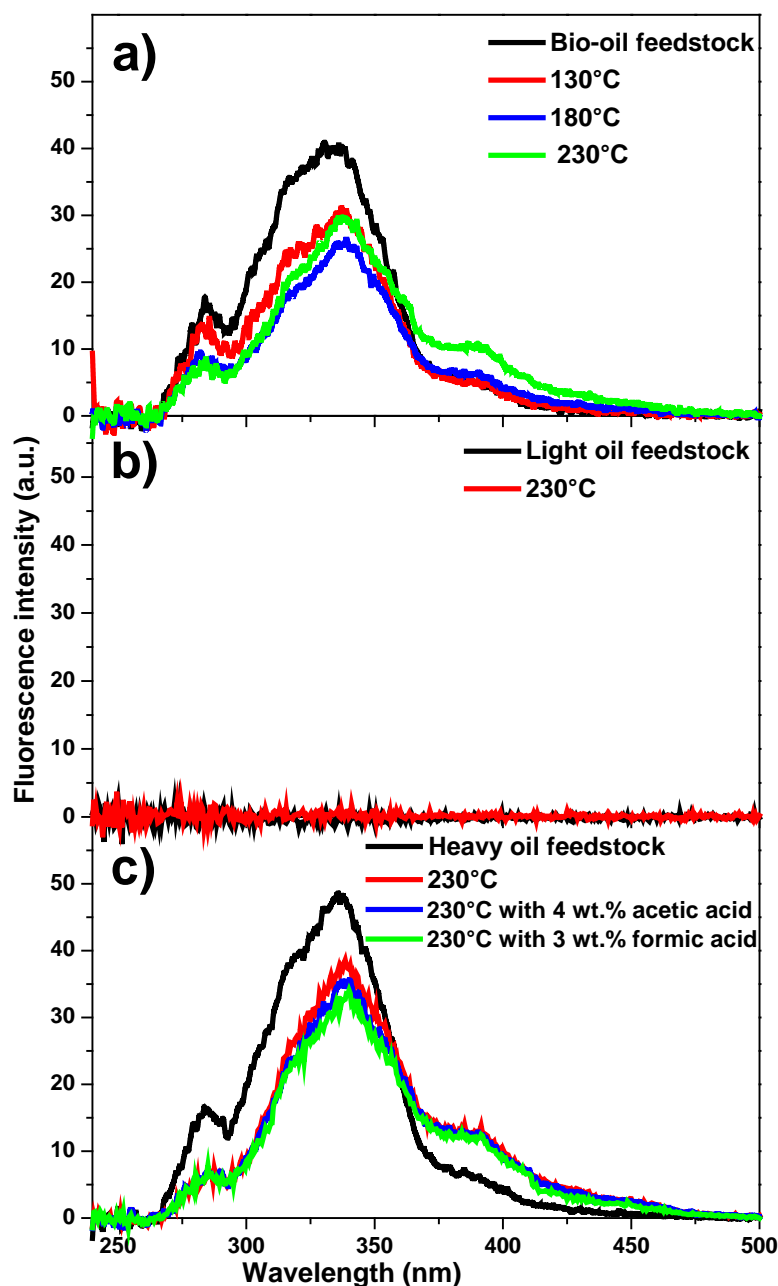 a)
Bio-oil feedstock
130°C
180°C
230°C
50
40
30
20
10
0
b)
Light oil feedstock
230°C
50
40
30
20
10
0
c)
Heavy oil feedstock
230°C
230°C with 4 wt.% acetic acid
230°C with 3 wt.% formic acid
50
40
30
20
10
0
Fluorescence intensity (a.u.)
250 300 350 400 450 500
Wavelength (nm)